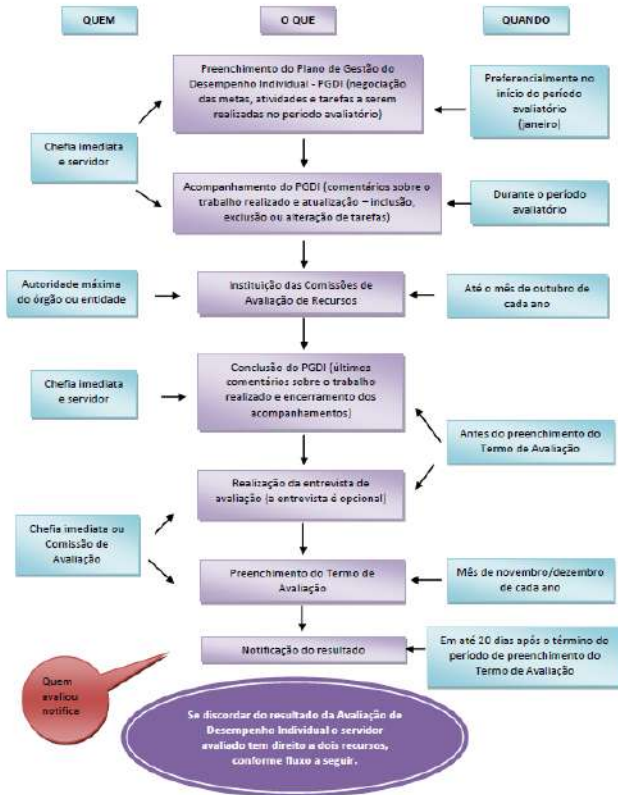 QUEM
O QUE
QUANDO
Preenchimento do Plano de Gestão do
Desempenho Individual - PGDI (negociação
das metas, atividades e tarefas a serem
realizadas no período avaliatório)
Preferencialmente no
início do período
avaliatório
(janeiro)
Chefia imediata
e servidor
Acompanhamento do PGDI (comentários sobre o
trabalho realizado e atualização – inclusão,
exclusão ou alteração de tarefas)
Durante o período
avaliatório
Autoridade máxima
do órgão ou entidade
Instituição das Comissões de
Avaliação de Recursos
Até o mês de outubro de
cada ano
Chefia imediata
e servidor
Conclusão do PGDI (últimos
comentários sobre o trabalho
realizado e encerramento dos
acompanhamentos)
Antes do preenchimento do
Termo de Avaliação
Realização da entrevista de
avaliação (a entrevista é opcional)
Chefia imediata ou
Comissão de
Avaliação
Preenchimento do Termo de
Avaliação
Mês de novembro/dezembro
de cada ano
Notificação do resultado
Em até 20 dias após o término do
período de preenchimento do
Termo de Avaliação
Quem
avaliou
notifica
Se discordar do resultado da Avaliação de
Desempenho Individual o servidor
avaliado tem direito a dois recursos,
conforme fluxo a seguir.